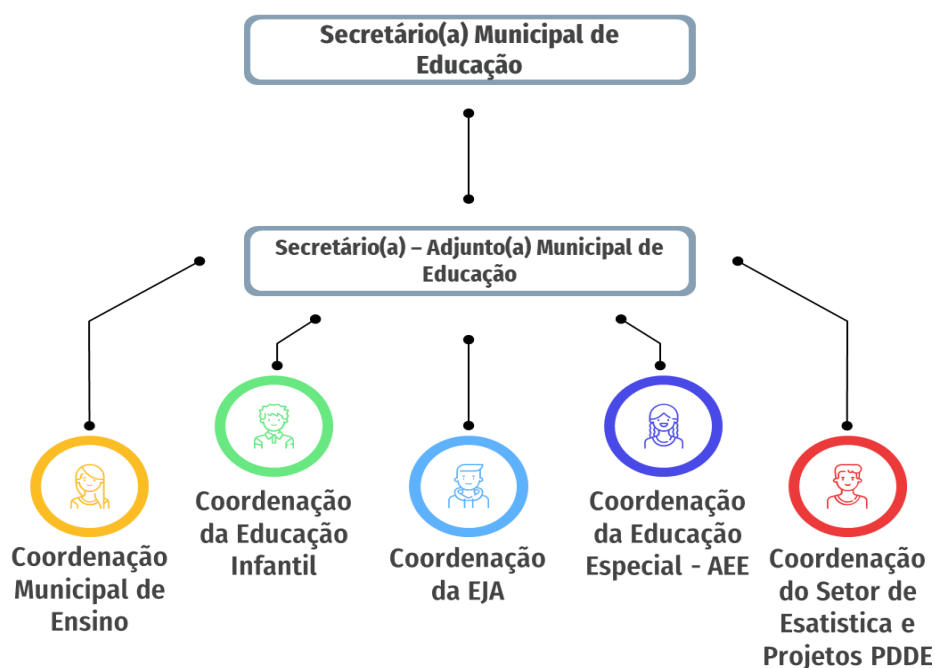 Secretário(a) Municipal de
Educação
Secretário(a) – Adjunto(a) Municipal de
Educação
Coordenação
Municipal de
Ensino
Coordenação
da Educação
Infantil
Coordenação
da EJA
Coordenação
da Educação
Especial - AEE
Coordenação
do Setor de
Esatistica e
Projetos PDDE